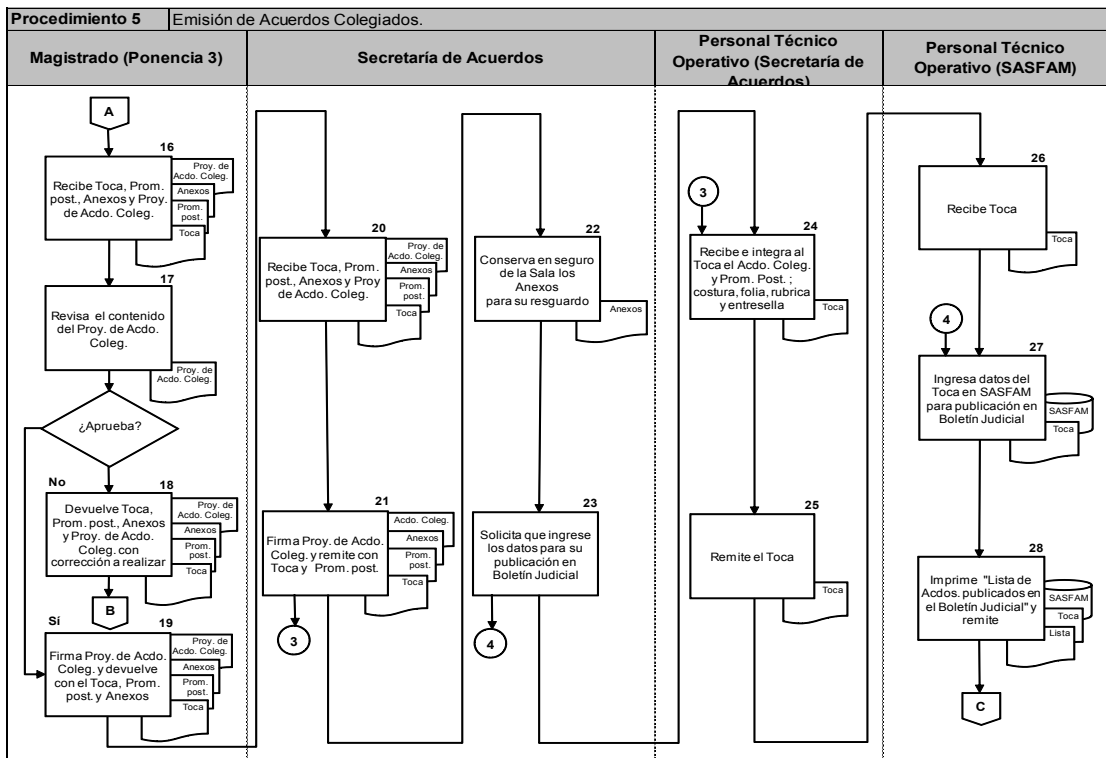 Procedimiento 5
Emisión de Acuerdos Colegiados.
Magistrado (Ponencia 3)
Secretaría de Acuerdos
Personal Técnico
Operativo (Secretaría de
Acuerdos)
Personal Técnico
Operativo (SASFAM)
A
16
Recibe Toca, Prom.
post., Anexos y Proy.
de Acdo. Coleg.
Proy. de
Acdo. Coleg.
Anexos
Prom.
post.
Toca
17
Revisa el contenido
del Proy. de Acdo.
Coleg.
Proy. de
Acdo. Coleg.
¿Aprueba?
No
18
Devuelve Toca,
Prom. post., Anexos
y Proy. de Acdo.
Coleg. con
corrección a realizar
Proy. de
Acdo. Coleg.
Anexos
Prom.
post.
Toca
B
Sí
19
Firma Proy. de Acdo.
Coleg. y devuelve
con el Toca, Prom.
post. y Anexos
Proy. de
Acdo. Coleg.
Anexos
Prom.
post.
Toca
20
Recibe Toca, Prom.
post., Anexos y Proy
de Acdo. Coleg.
Proy. de
Acdo. Coleg.
Anexos
Prom.
post.
Toca
21
Firma Proy. de Acdo.
Coleg. y remite con
Toca y Prom. post.
Acdo. Coleg.
Anexos
Prom.
post.
Toca
3
22
Conserva en seguro
de la Sala los
Anexos
para su resguardo
Anexos
23
Solicita que ingrese
los datos para su
publicación en
Boletín Judicial
4
3
24
Recibe e integra al
Toca el Acdo. Coleg.
y Prom. Post. ;
costura, folia, rubrica
y entresella
Toca
25
Remite el Toca
Toca
26
Recibe Toca
Toca
4
27
Ingresa datos del
Toca en SASFAM
para publicación en
Boletín Judicial
SASFAM
Toca
28
Imprime "Lista de
Acdos. publicados en
el Boletín Judicial" y
remite
SASFAM
Toca
Lista
C